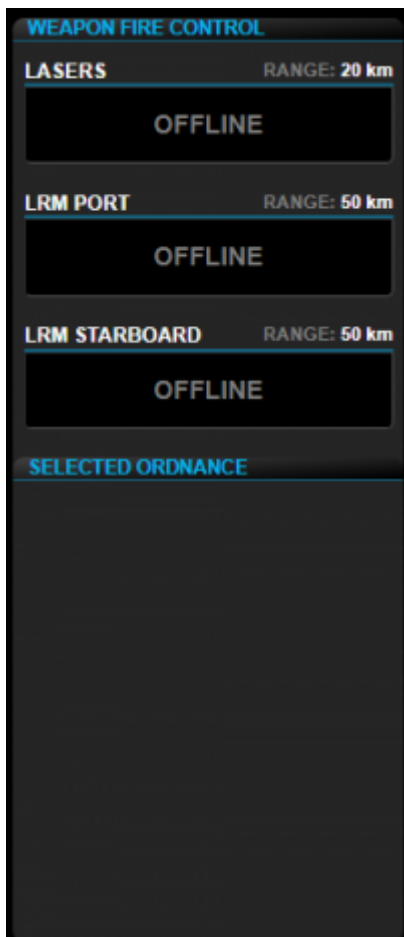 WEAPON FIRE CONTROL
LASERS RANGE: 20 km
OFFLINE
LRM PORT RANGE: 50 km
OFFLINE
LRM STARBOARD RANGE: 50 km
OFFLINE
SELECTED ORDNANCE